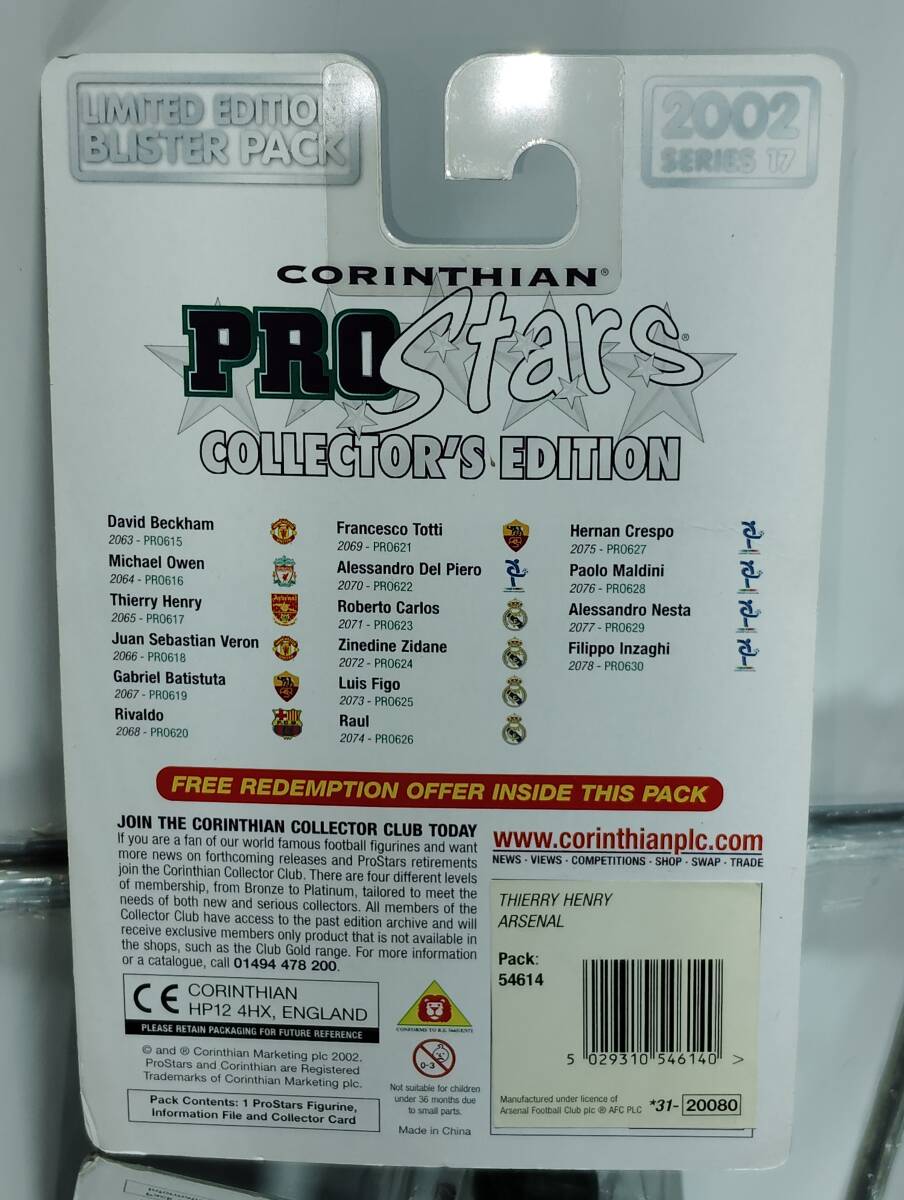 LIMITED EDITION
BLISTER PACK
2002
SERIES 17
CORINTHIAN®
PROStars®
COLLECTOR'S EDITION
David Beckham
2063 - PRO615
Michael Owen
2064 - PRO616
Thierry Henry
2065 - PRO617
Juan Sebastian Veron
2066 - PRO618
Gabriel Batistuta
2067 - PRO619
Rivaldo
2068 - PRO620
Francesco Totti
2069 - PRO621
Alessandro Del Piero
2070 - PRO622
Roberto Carlos
2071 - PRO623
Zinedine Zidane
2072 - PRO624
Luis Figo
2073 - PRO625
Raul
2074 - PRO626
Hernan Crespo
2075 - PRO627
Paolo Maldini
2076 - PRO628
Alessandro Nesta
2077 - PRO629
Filippo Inzaghi
2078 - PRO630
Arsenal
FREE REDEMPTION OFFER INSIDE THIS PACK
JOIN THE CORINTHIAN COLLECTOR CLUB TODAY
If you are a fan of our world famous football figurines and want
more news on forthcoming releases and ProStars retirements
join the Corinthian Collector Club. There are four different levels
of membership, from Bronze to Platinum, tailored to meet the
needs of both new and serious collectors. All members of the
Collector Club have access to the past edition archive and will
receive exclusive members only product that is not available in
the shops, such as the Club Gold range. For more information
or a catalogue, call 01494 478 200.
CE CORINTHIAN
HP12 4HX, ENGLAND
PLEASE RETAIN PACKAGING FOR FUTURE REFERENCE
© and ® Corinthian Marketing plc 2002.
ProStars and Corinthian are Registered
Trademarks of Corinthian Marketing plc.
Pack Contents: 1 ProStars Figurine,
Information File and Collector Card
CONFORMS TO B.S.
0-3
Not suitable for children
under 36 months due
to small parts.
Made in China
www.corinthianplc.com
NEWS - VIEWS - COMPETITIONS - SHOP - SWAP - TRADE
THIERRY HENRY
ARSENAL
Pack:
54614
5 029310 546140 >
Manufactured under licence of
Arsenal Football Club plc ® AFC PLC
*31- 20080